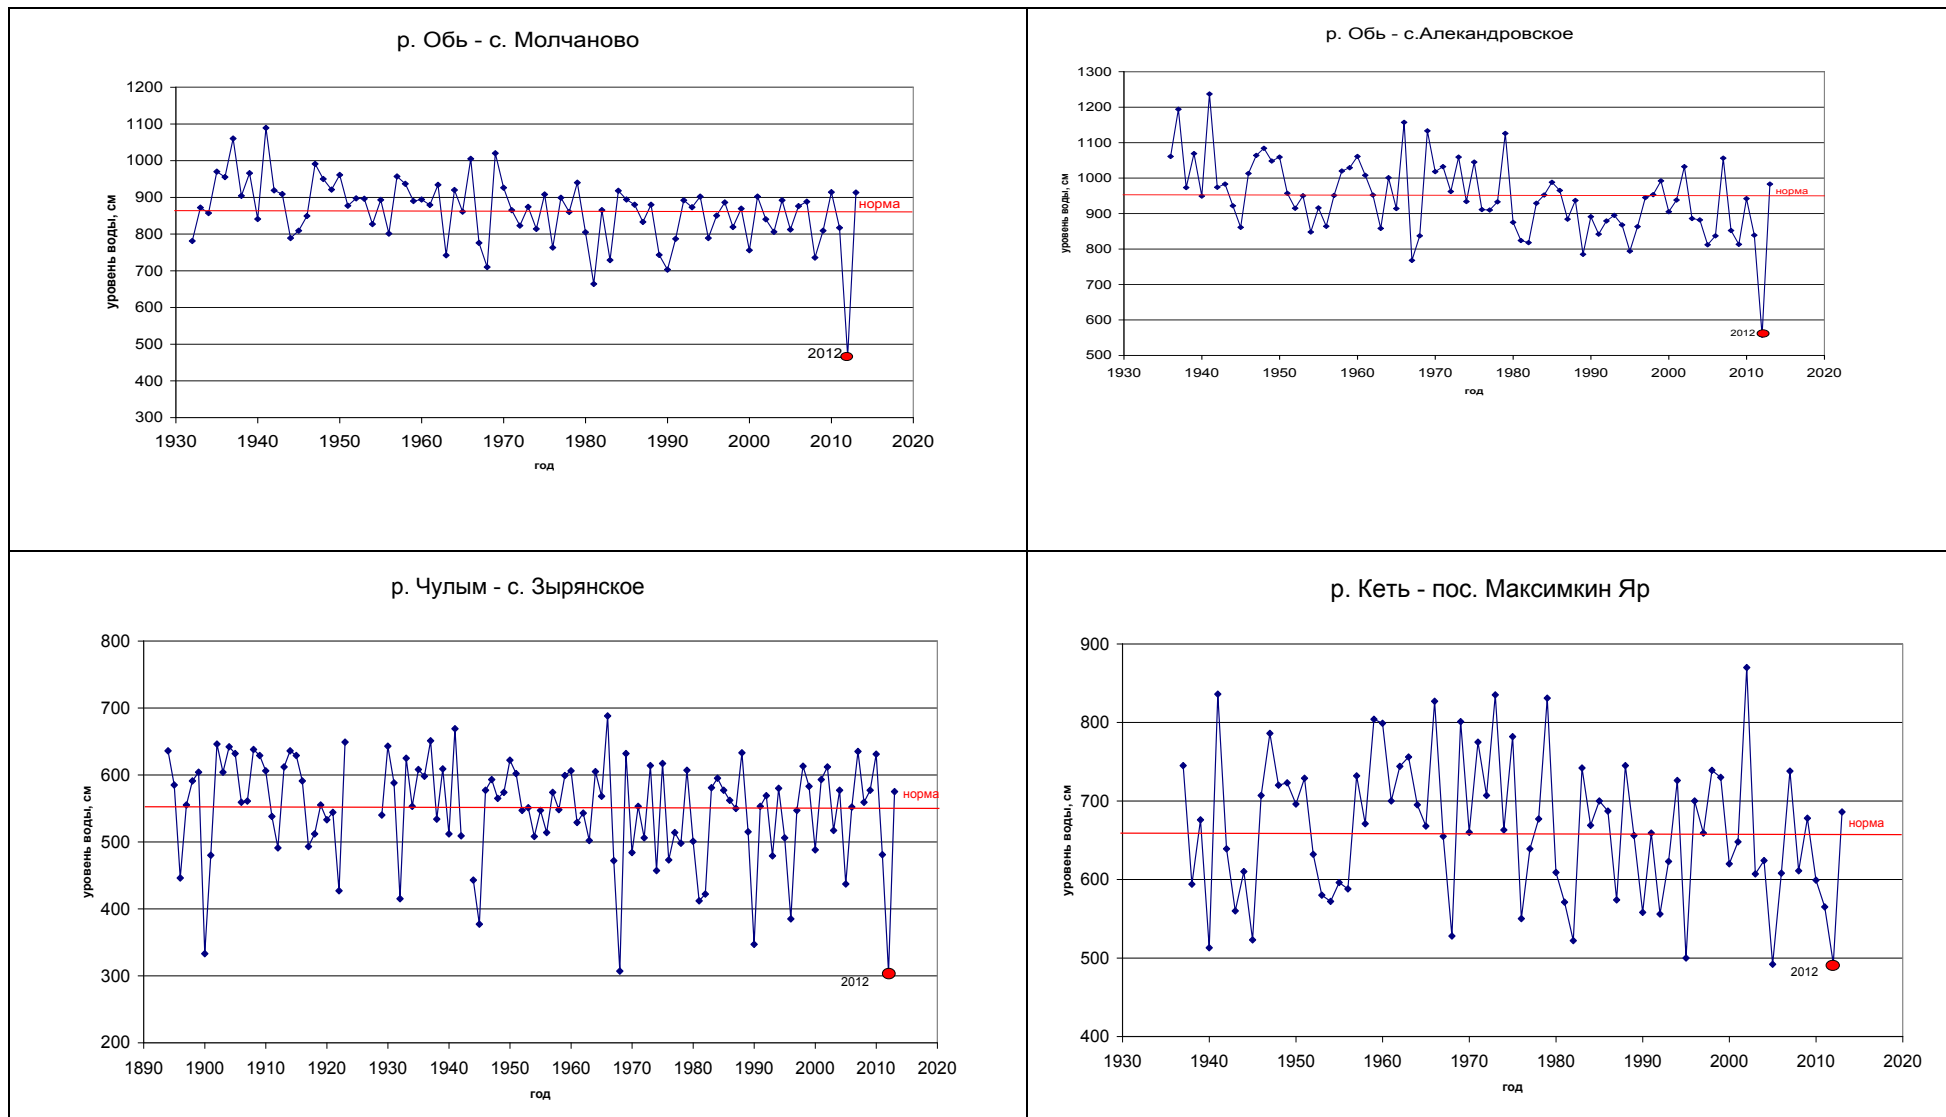 р. Обь - с. Молчаново
1200
1100
1000
900
800
700
600
500
400
300
1930 1940 1950 1960 1970 1980 1990 2000 2010 2020
уровень воды, см
год
норма
2012
р. Обь - с.Алекандровское
1300
1200
1100
1000
900
800
700
600
500
1930 1940 1950 1960 1970 1980 1990 2000 2010 2020
уровень воды, см
год
норма
2012
р. Чулым - с. Зырянское
800
700
600
500
400
300
200
1890 1900 1910 1920 1930 1940 1950 1960 1970 1980 1990 2000 2010 2020
уровень воды, см
год
норма
2012
р. Кеть - пос. Максимкин Яр
900
800
700
600
500
400
1930 1940 1950 1960 1970 1980 1990 2000 2010 2020
уровень воды, см
год
норма
2012